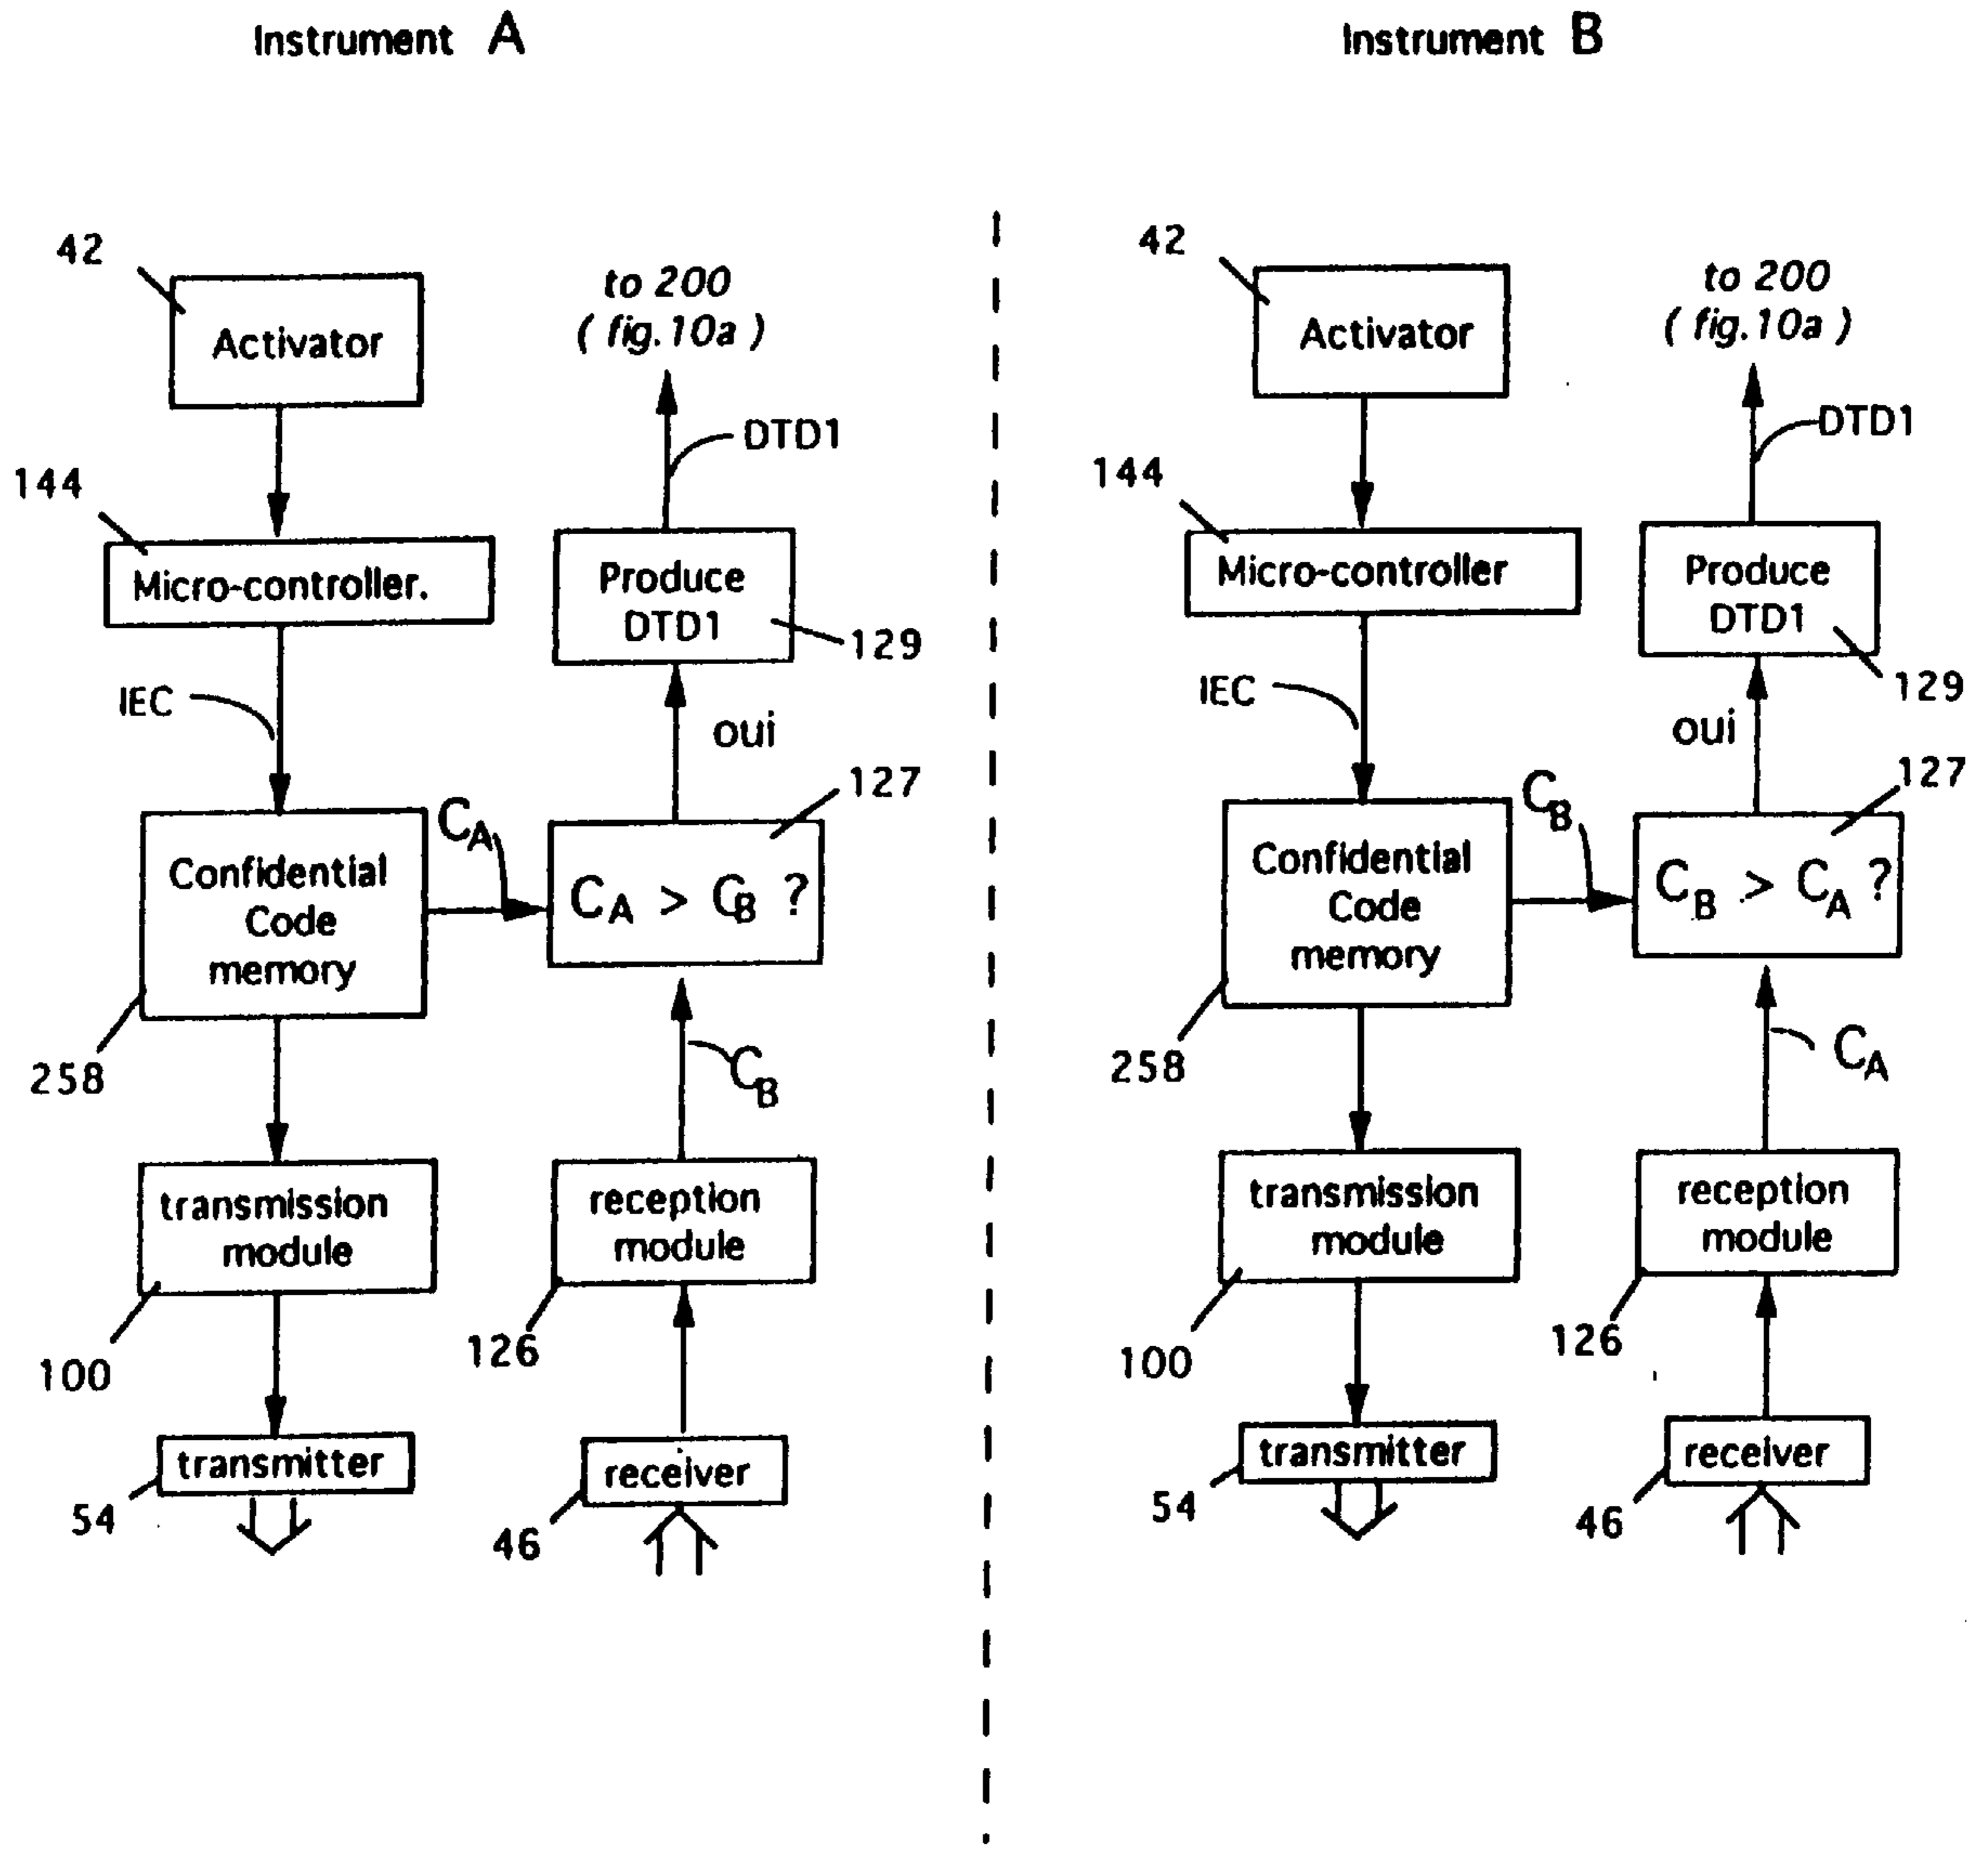 Instrument A
42
Activator
to 200
( fig.10a )
DTD1
144
Micro-controller.
Produce
DTD1
129
IEC
oui
127
CA
Confidential
Code
memory
CA > CB ?
258
CB
transmission
module
reception
module
100
126
transmitter
receiver
54
46
Instrument B
42
Activator
to 200
( fig.10a )
DTD1
144
Micro-controller
Produce
DTD1
129
IEC
oui
127
CB
Confidential
Code
memory
CB > CA ?
258
CA
transmission
module
reception
module
100
126
transmitter
receiver
54
46